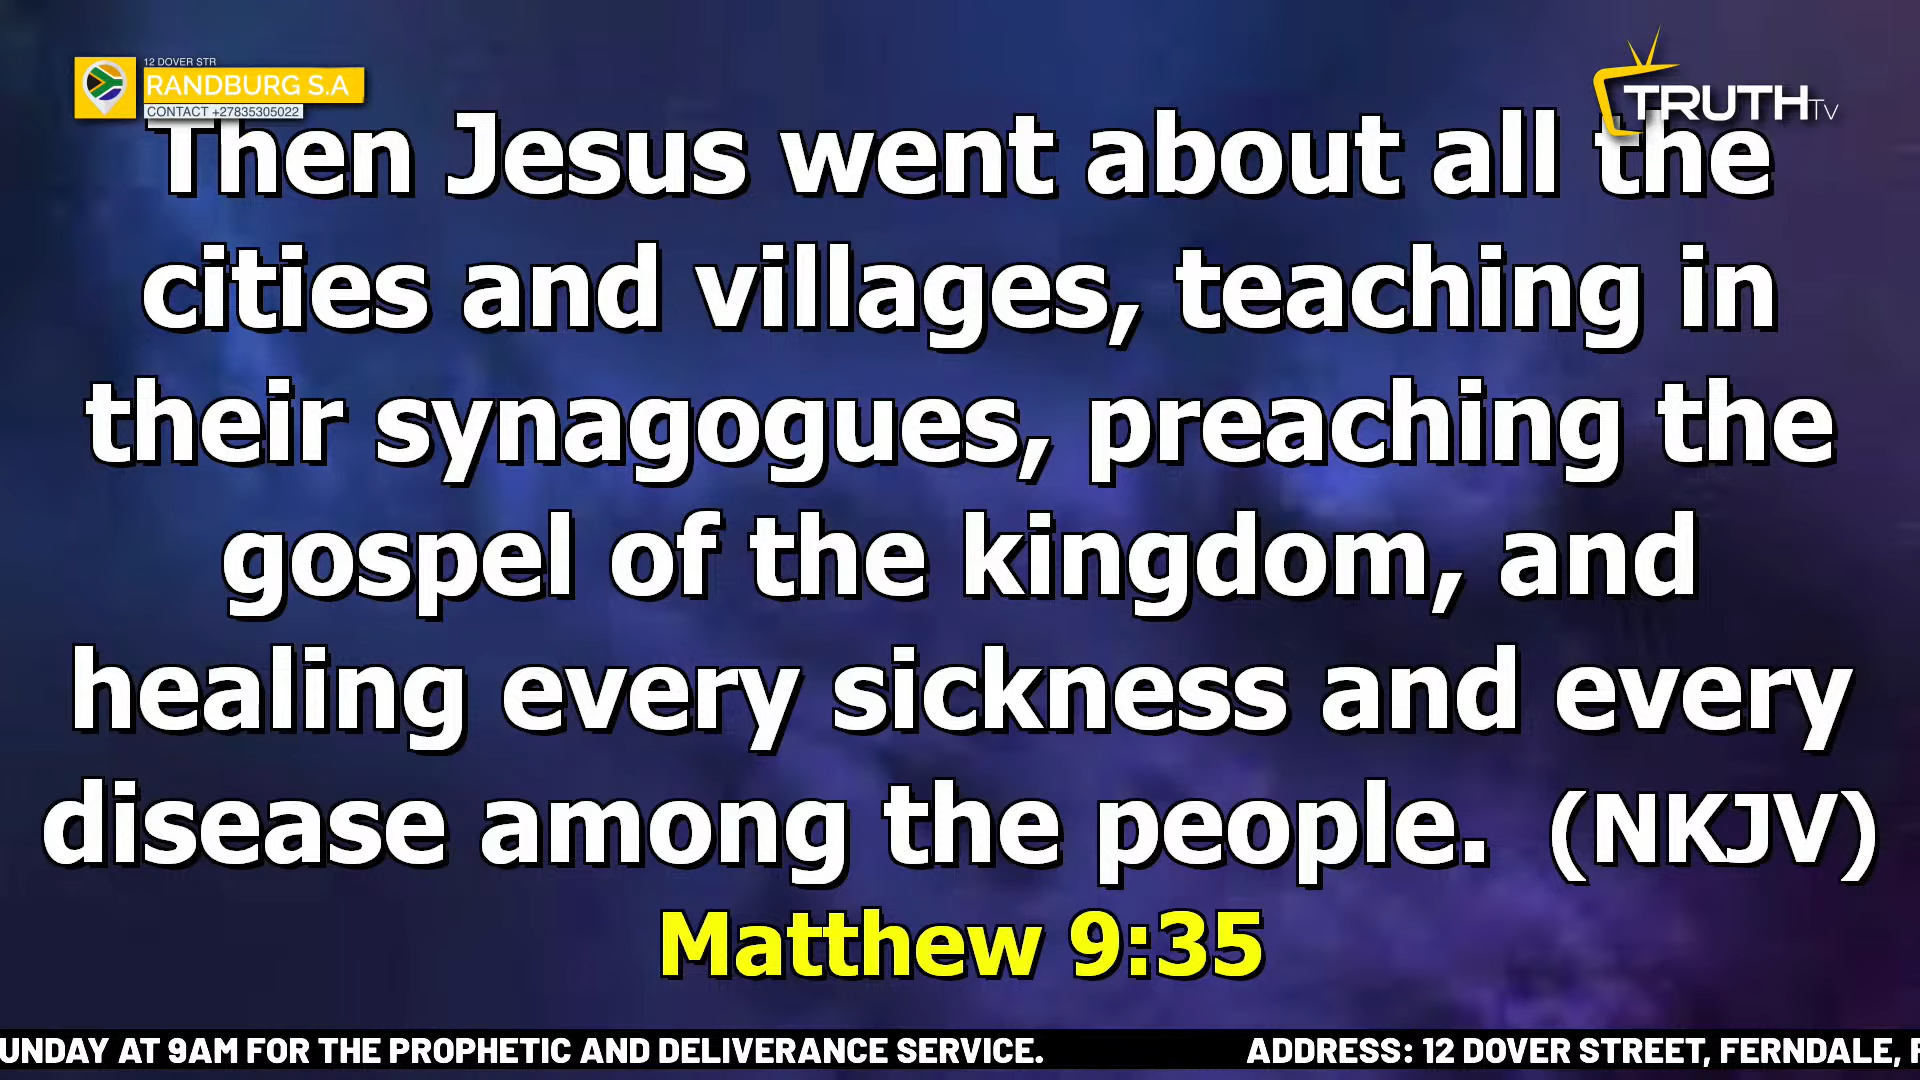 12 DOVER STR
RANDBURG S.A
CONTACT +27835305022
TRUTH TV
Then Jesus went about all the
cities and villages, teaching in
their synagogues, preaching the
gospel of the kingdom, and
healing every sickness and every
disease among the people. (NKJV)
Matthew 9:35
UNDAY AT 9AM FOR THE PROPHETIC AND DELIVERANCE SERVICE. ADDRESS: 12 DOVER STREET, FERNDALE,